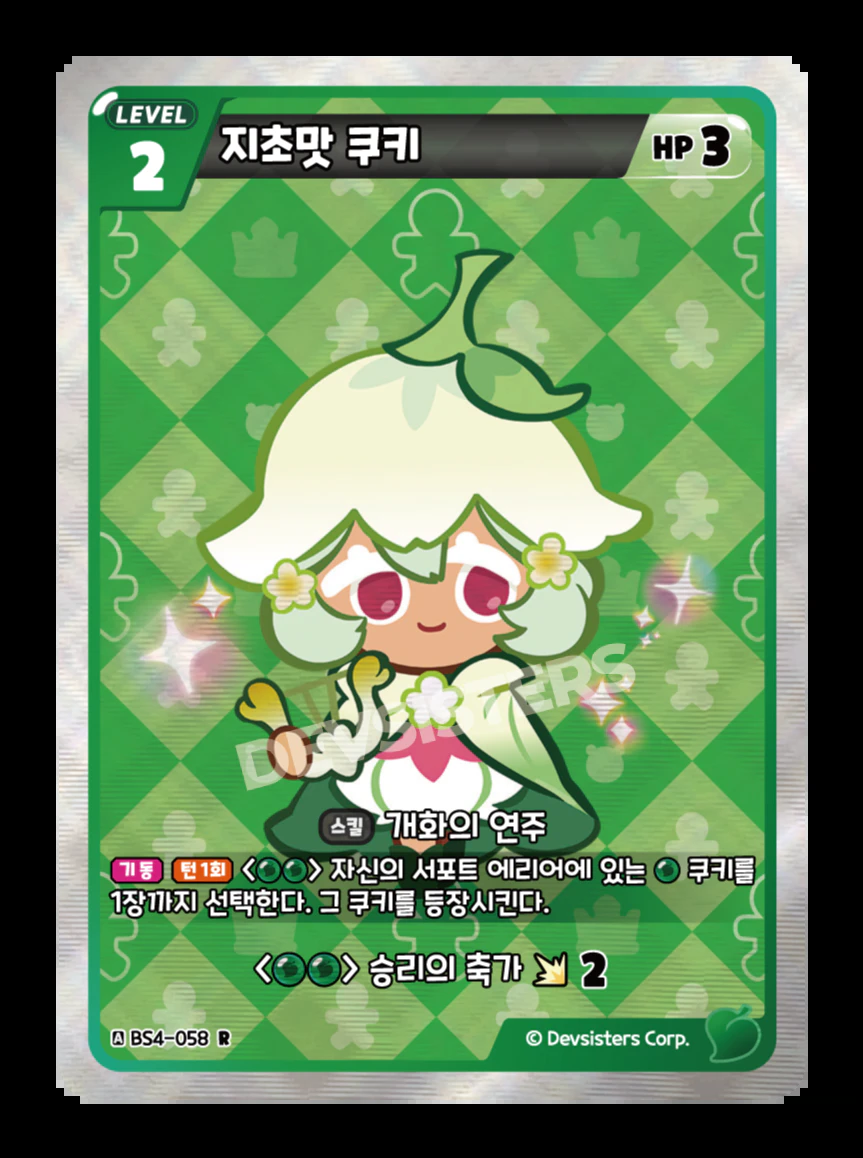 LEVEL
2
지초맛 쿠키
HP 3
DEVSISTERS
스킬 개화의 연주
기동 턴1회 < > 자신의 서포트 에리어에 있는 쿠키를
1장까지 선택한다. 그 쿠키를 등장시킨다.
< > 승리의 축가 2
A BS4-058 R
© Devsisters Corp.